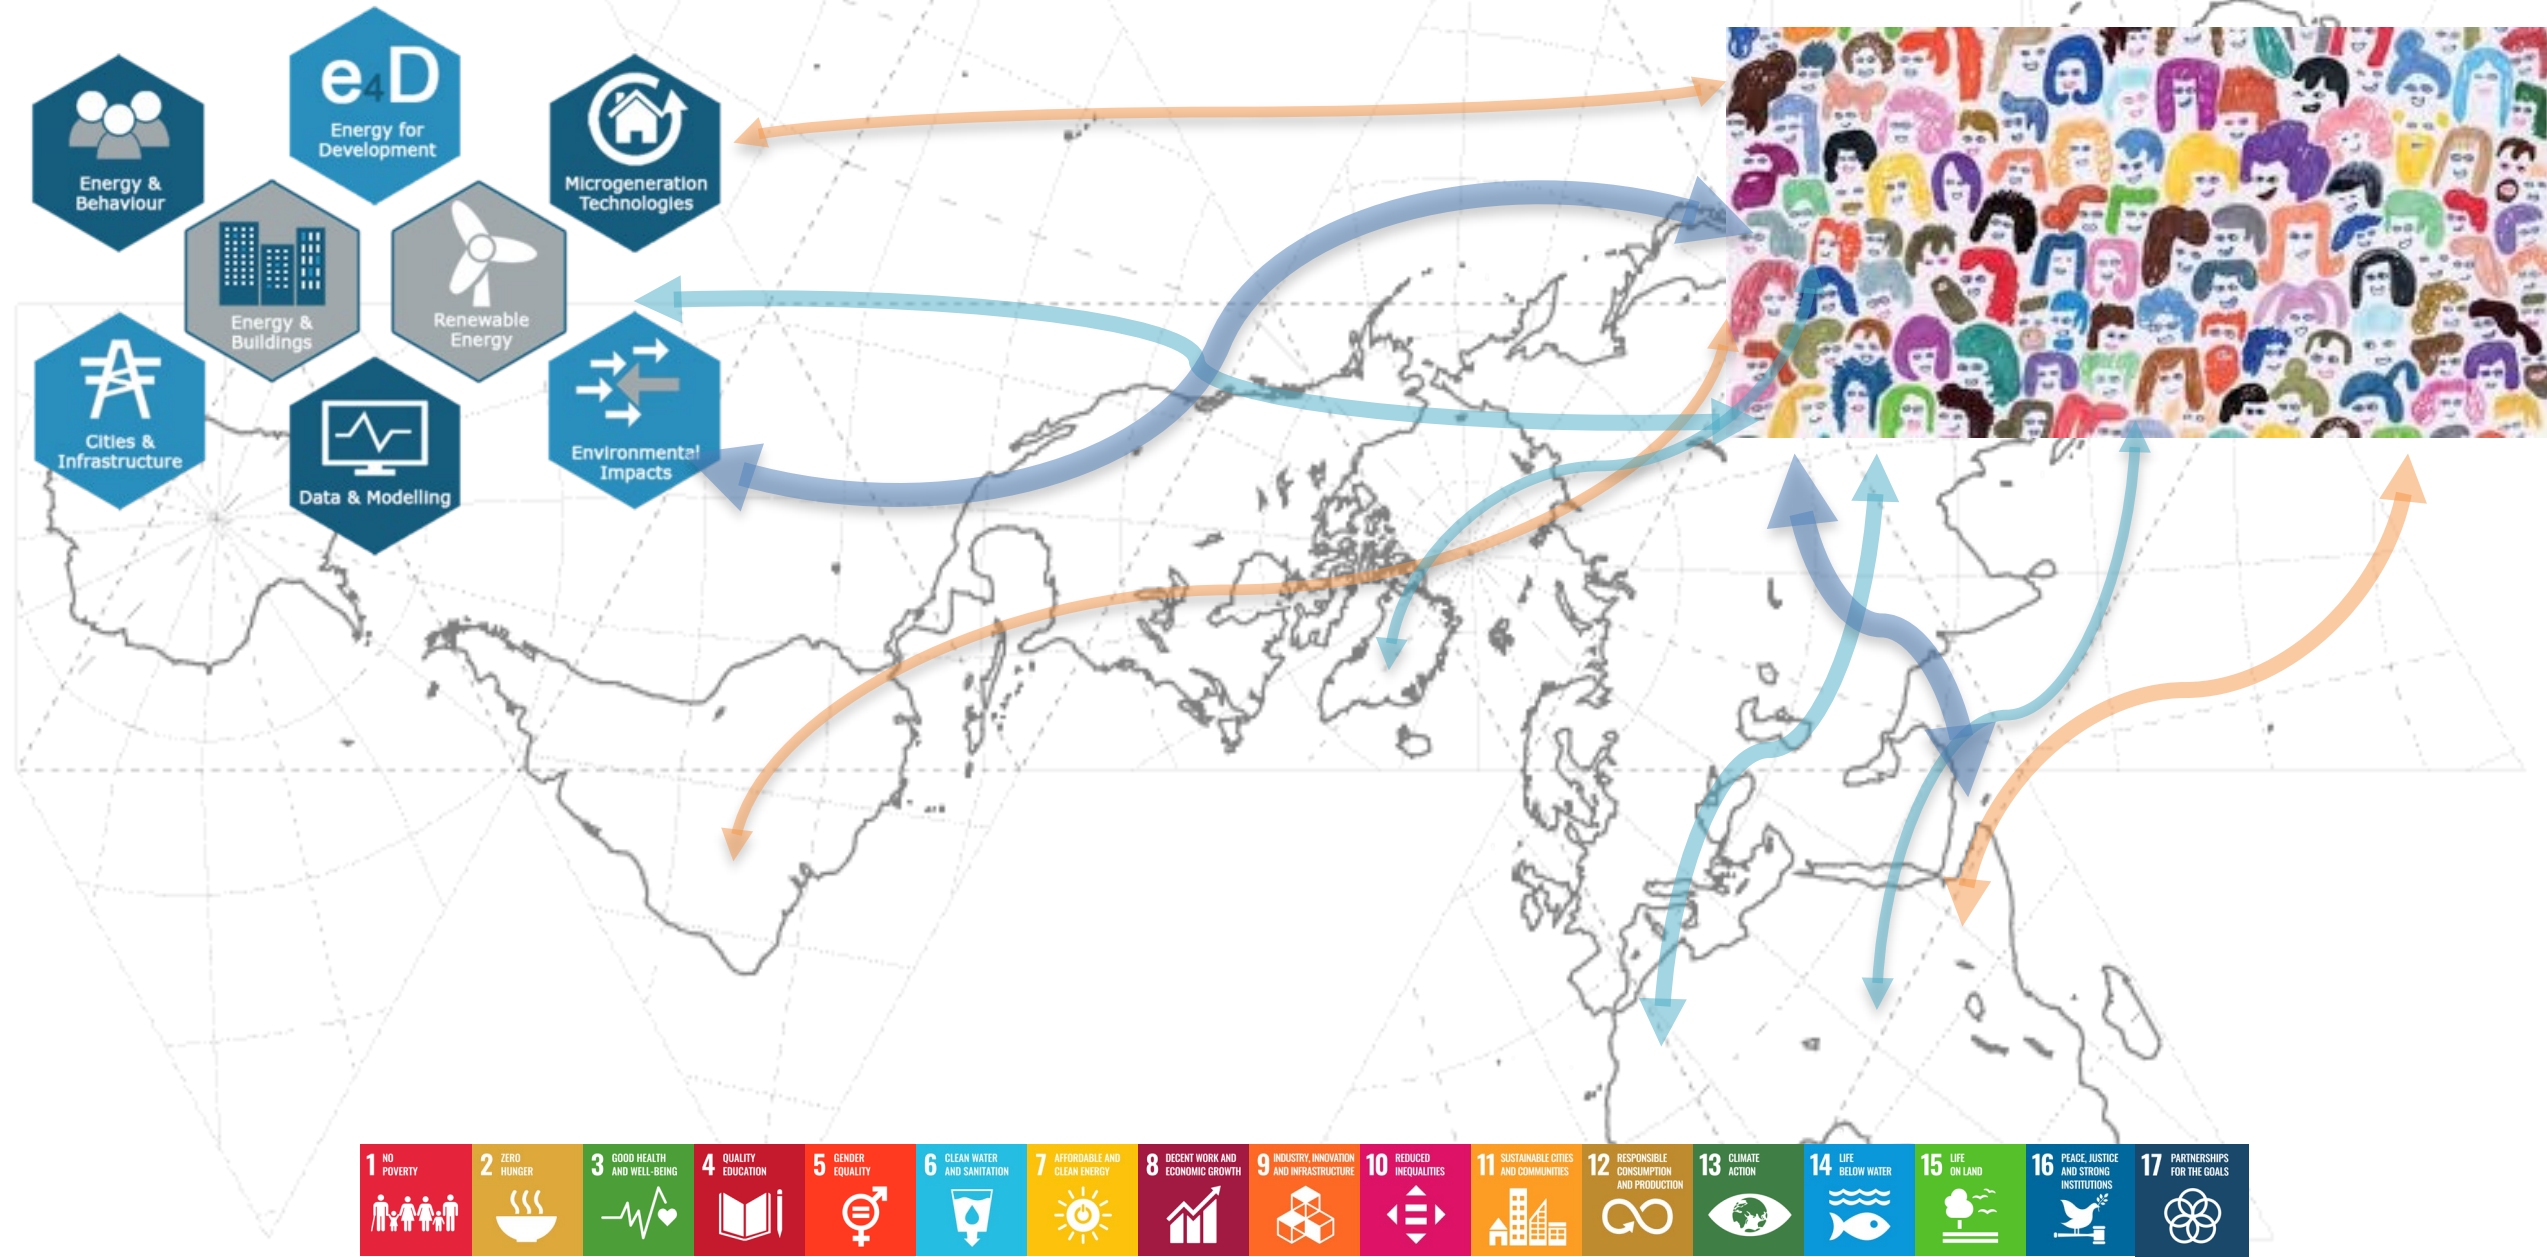 e4D
Energy for
Development
Energy &
Behaviour
Microgeneration
Technologies
Energy &
Buildings
Renewable
Energy
Cities &
Infrastructure
Environmental
Impacts
Data & Modelling
1 NO
POVERTY
2 ZERO
HUNGER
3 GOOD HEALTH
AND WELL-BEING
4 QUALITY
EDUCATION
5 GENDER
EQUALITY
6 CLEAN WATER
AND SANITATION
7 AFFORDABLE AND
CLEAN ENERGY
8 DECENT WORK AND
ECONOMIC GROWTH
9 INDUSTRY, INNOVATION
AND INFRASTRUCTURE
10 REDUCED
INEQUALITIES
11 SUSTAINABLE CITIES
AND COMMUNITIES
12 RESPONSIBLE
CONSUMPTION
AND PRODUCTION
13 CLIMATE
ACTION
14 LIFE
BELOW WATER
15 LIFE
ON LAND
16 PEACE, JUSTICE
AND STRONG
INSTITUTIONS
17 PARTNERSHIPS
FOR THE GOALS